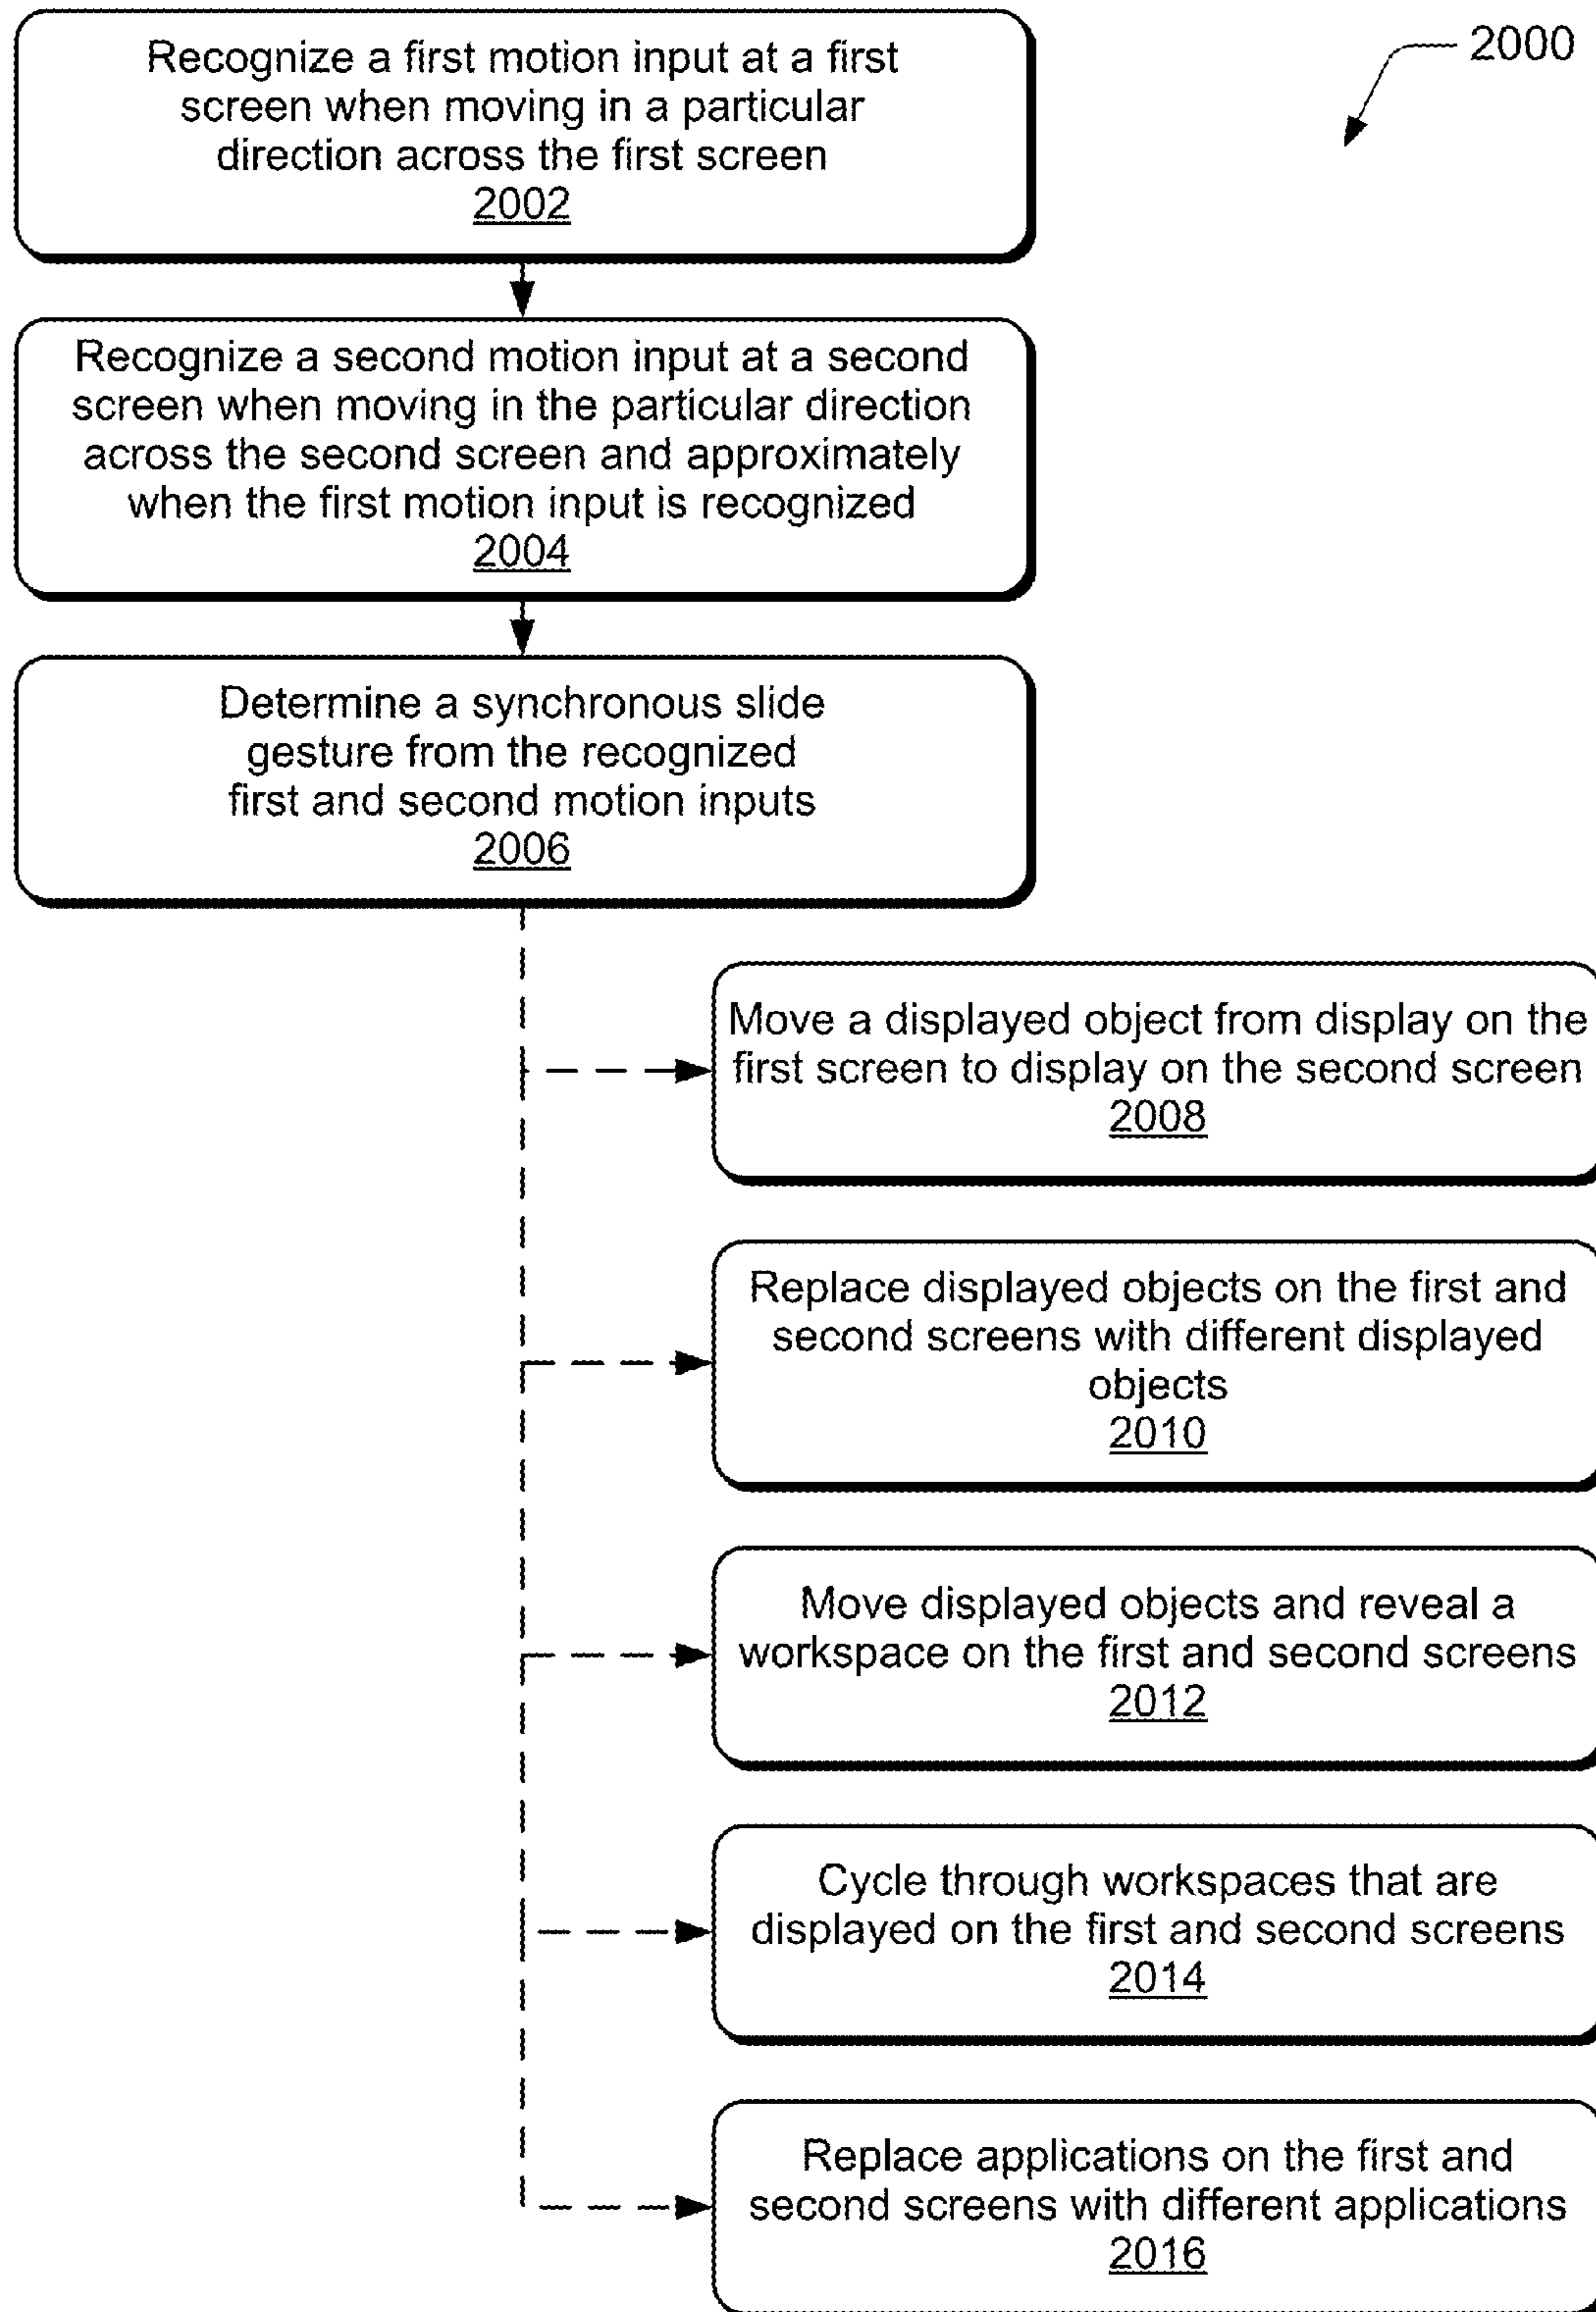 2000
Recognize a first motion input at a first
screen when moving in a particular
direction across the first screen
2002
Recognize a second motion input at a second
screen when moving in the particular direction
across the second screen and approximately
when the first motion input is recognized
2004
Determine a synchronous slide
gesture from the recognized
first and second motion inputs
2006
Move a displayed object from display on the
first screen to display on the second screen
2008
Replace displayed objects on the first and
second screens with different displayed
objects
2010
Move displayed objects and reveal a
workspace on the first and second screens
2012
Cycle through workspaces that are
displayed on the first and second screens
2014
Replace applications on the first and
second screens with different applications
2016